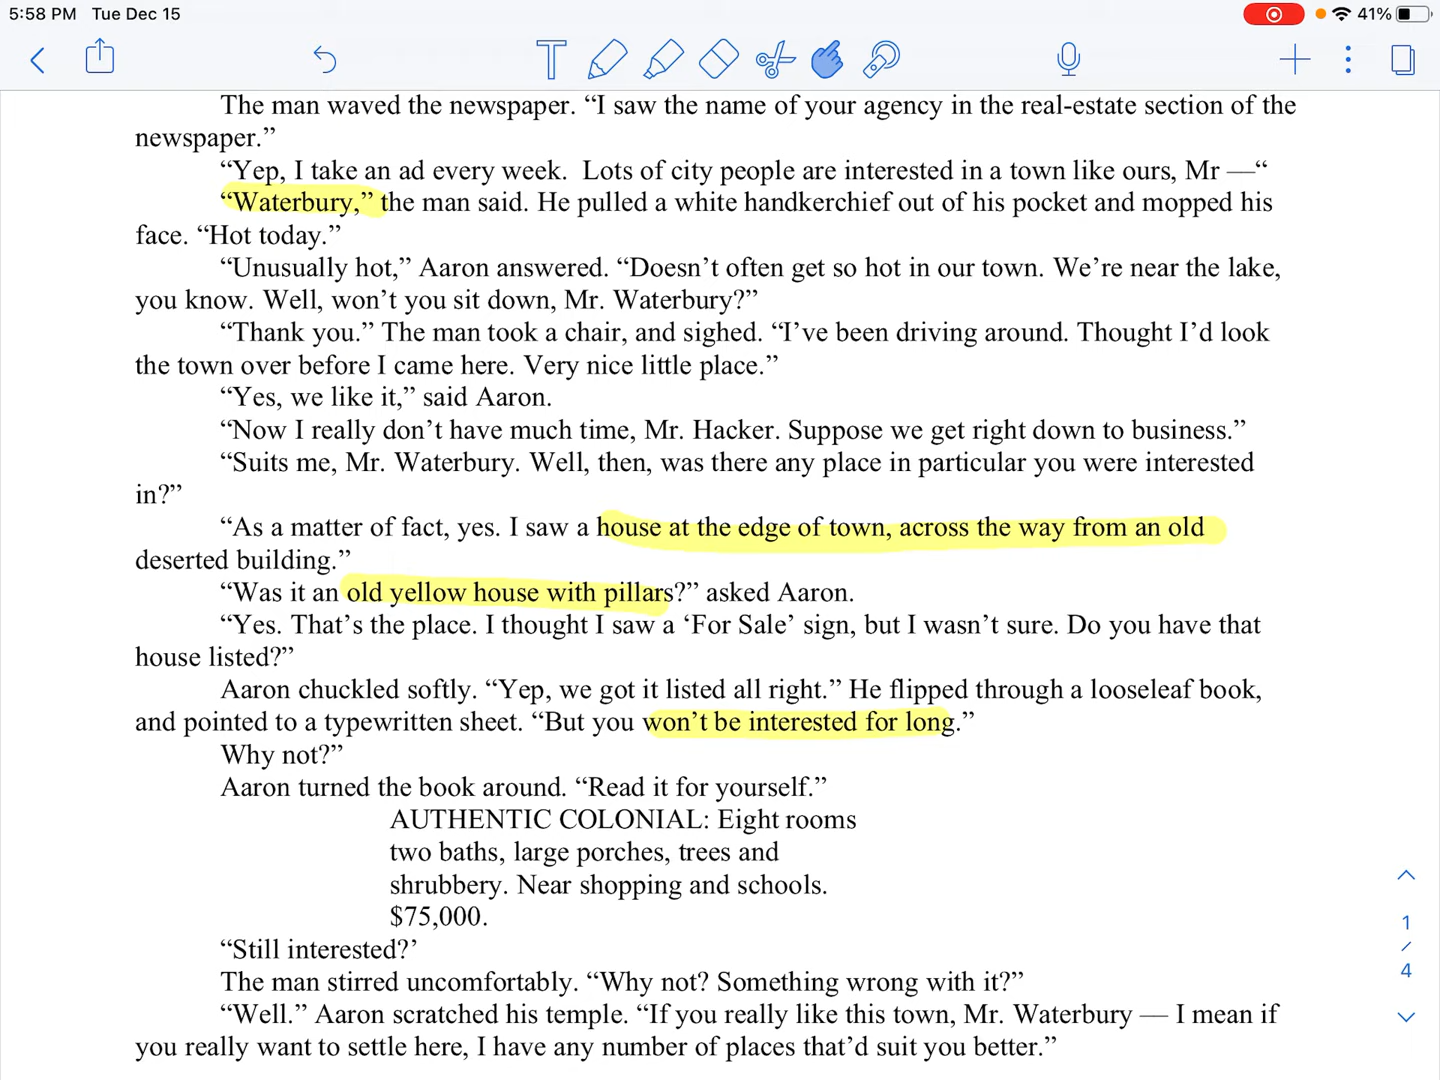 5:58 PM Tue Dec 15 41%
The man waved the newspaper. “I saw the name of your agency in the real-estate section of the
newspaper.”
“Yep, I take an ad every week.  Lots of city people are interested in a town like ours, Mr —“
“Waterbury,” the man said. He pulled a white handkerchief out of his pocket and mopped his
face. “Hot today.”
“Unusually hot,” Aaron answered. “Doesn’t often get so hot in our town. We’re near the lake,
you know. Well, won’t you sit down, Mr. Waterbury?”
“Thank you.” The man took a chair, and sighed. “I’ve been driving around. Thought I’d look
the town over before I came here. Very nice little place.”
“Yes, we like it,” said Aaron.
“Now I really don’t have much time, Mr. Hacker. Suppose we get right down to business.”
“Suits me, Mr. Waterbury. Well, then, was there any place in particular you were interested
in?”
“As a matter of fact, yes. I saw a house at the edge of town, across the way from an old
deserted building.”
“Was it an old yellow house with pillars?” asked Aaron.
“Yes. That’s the place. I thought I saw a ‘For Sale’ sign, but I wasn’t sure. Do you have that
house listed?”
Aaron chuckled softly. “Yep, we got it listed all right.” He flipped through a looseleaf book,
and pointed to a typewritten sheet. “But you won’t be interested for long.”
Why not?”
Aaron turned the book around. “Read it for yourself.”
AUTHENTIC COLONIAL: Eight rooms
two baths, large porches, trees and
shrubbery. Near shopping and schools.
$75,000.
“Still interested?’
The man stirred uncomfortably. “Why not? Something wrong with it?”
“Well.” Aaron scratched his temple. “If you really like this town, Mr. Waterbury — I mean if
you really want to settle here, I have any number of places that’d suit you better.”
1
/
4